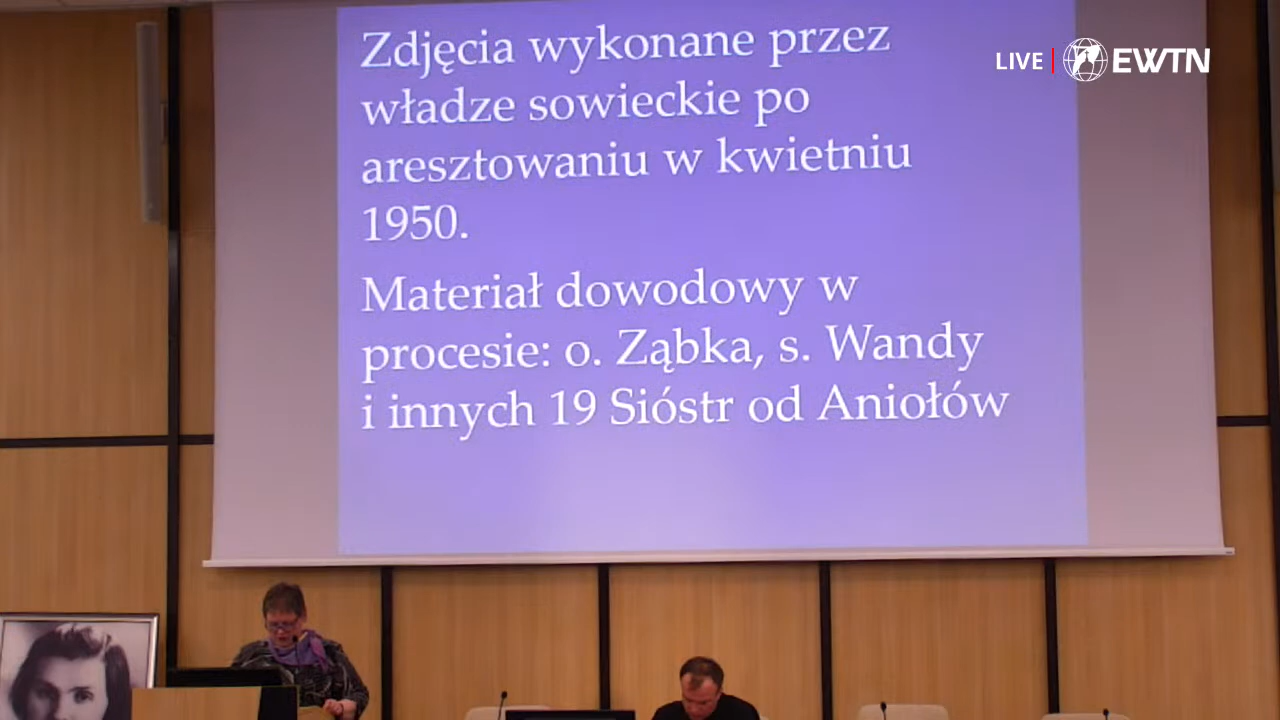 Zdjęcia wykonane przez
władze sowieckie po
aresztowaniu w kwietniu
1950.
Materiał dowodowy w
procesie: o. Ząbka, s. Wandy
i innych 19 Sióstr od Aniołów
LIVE | EWTN